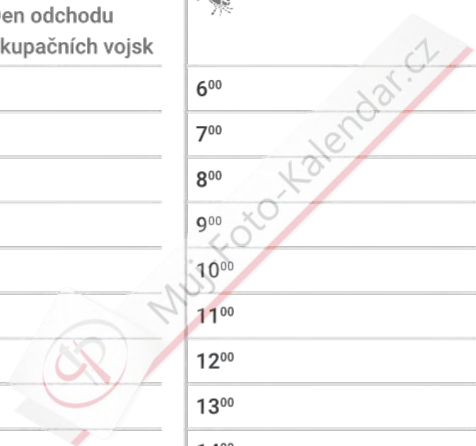 en odchodu
kupačních vojsk
6⁰⁰
7⁰⁰
8⁰⁰
9⁰⁰
10⁰⁰
11⁰⁰
12⁰⁰
13⁰⁰
Muj-Foto-Kalendar.cz